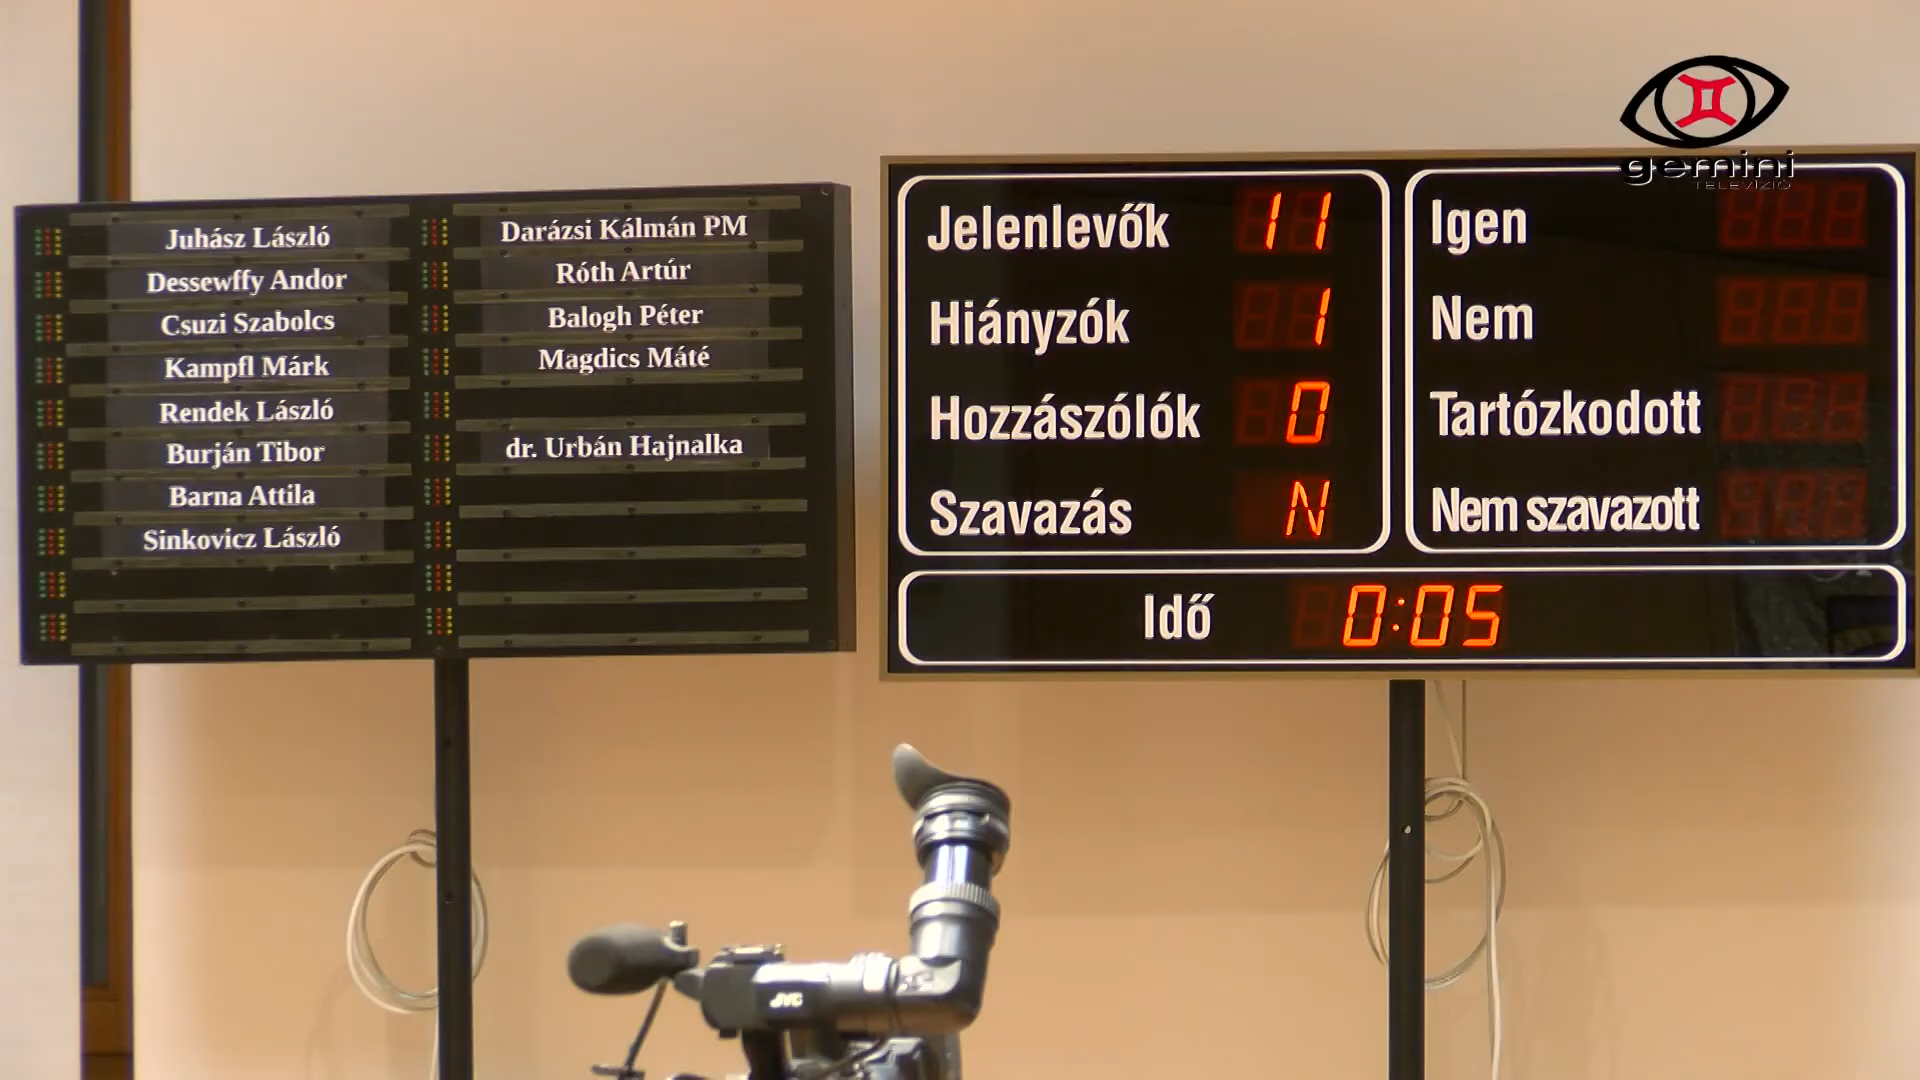 gemini
TELEVÍZIÓ
Juhász László
Dessewffy Andor
Csuzi Szabolcs
Kampfl Márk
Rendek László
Burján Tibor
Barna Attila
Sinkovicz László
Darázsi Kálmán PM
Róth Artúr
Balogh Péter
Magdics Máté
dr. Urbán Hajnalka
Jelenlevők 11
Hiányzók 1
Hozzászólók 0
Szavazás N
Igen
Nem
Tartózkodott
Nem szavazott
Idő 0:05
JVC